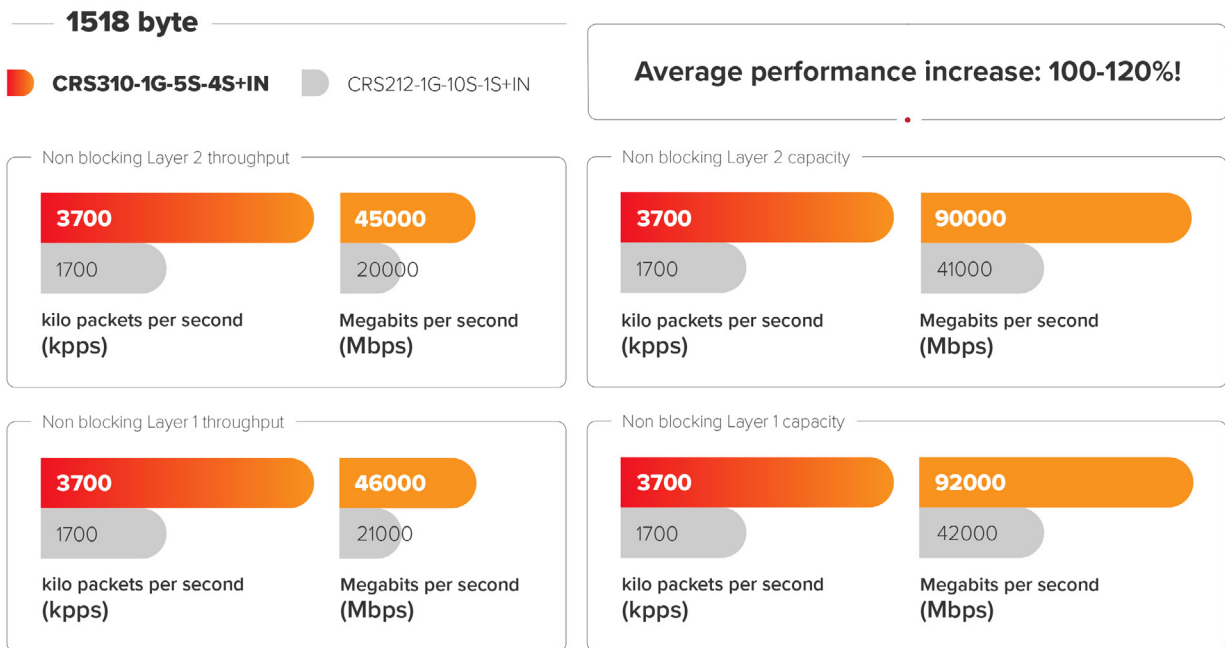 1518 byte
CRS310-1G-5S-4S+IN
CRS212-1G-10S-1S+IN
Average performance increase: 100-120%!
Non blocking Layer 2 throughput
3700
1700
kilo packets per second
(kpps)
45000
20000
Megabits per second
(Mbps)
Non blocking Layer 2 capacity
3700
1700
kilo packets per second
(kpps)
90000
41000
Megabits per second
(Mbps)
Non blocking Layer 1 throughput
3700
1700
kilo packets per second
(kpps)
46000
21000
Megabits per second
(Mbps)
Non blocking Layer 1 capacity
3700
1700
kilo packets per second
(kpps)
92000
42000
Megabits per second
(Mbps)